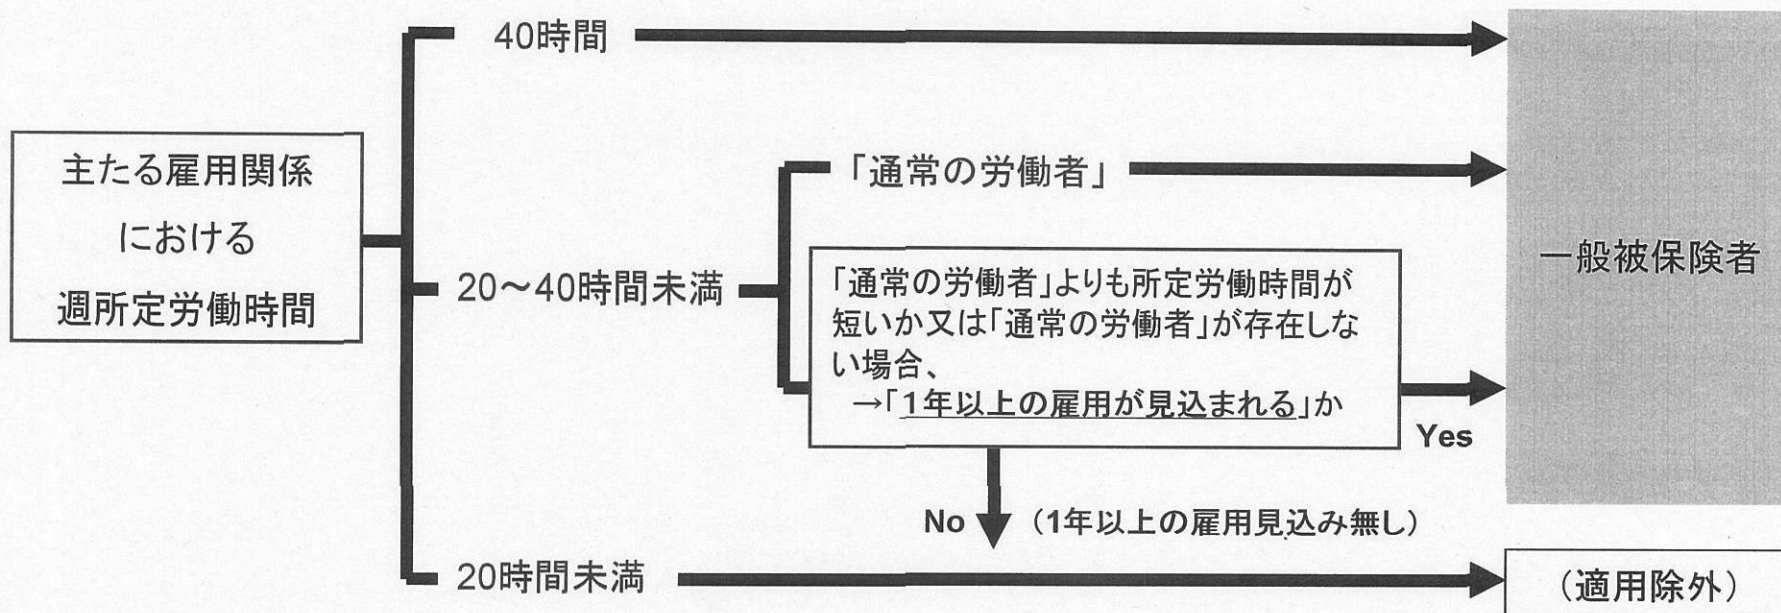 40時間
主たる雇用関係
における
週所定労働時間
「通常の労働者」
20～40時間未満
「通常の労働者」よりも所定労働時間が
短いか又は「通常の労働者」が存在しな
い場合、
→「1年以上の雇用が見込まれる」か
Yes
一般被保険者
No
（1年以上の雇用見込み無し）
20時間未満
（適用除外）